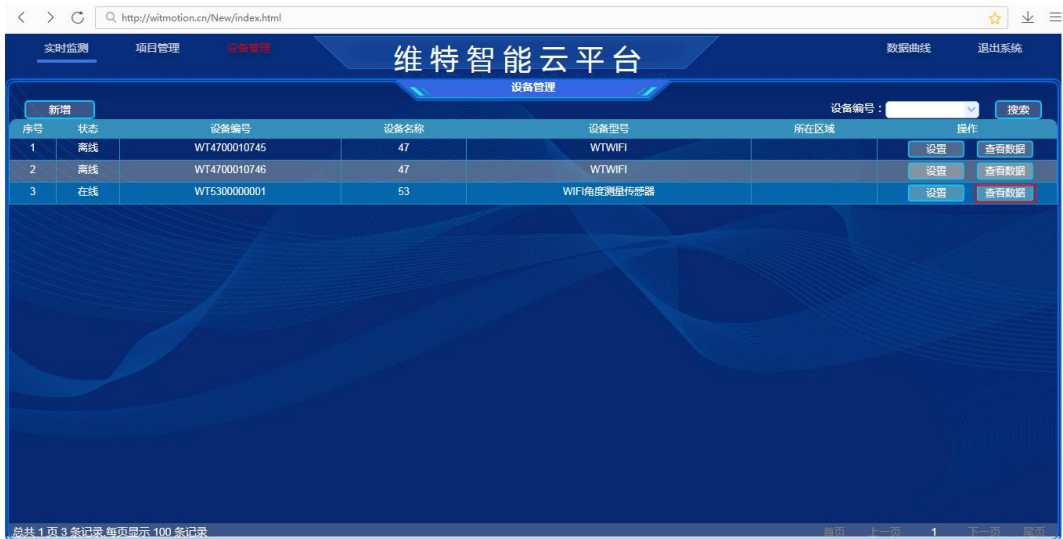 http://witmotion.cn/New/index.html
实时监测 项目管理 设备管理 维特智能云平台 数据曲线 退出系统
设备管理
新增 设备编号： 搜索
序号 状态 设备编号 设备名称 设备型号 所在区域 操作
1 离线 WT4700010745 47 WTWIFI 设置 查看数据
2 离线 WT4700010746 47 WTWIFI 设置 查看数据
3 在线 WT5300000001 53 WIFI角度测量传感器 设置 查看数据
总共 1 页 3 条记录,每页显示 100 条记录 首页 上一页 1 下一页 尾页